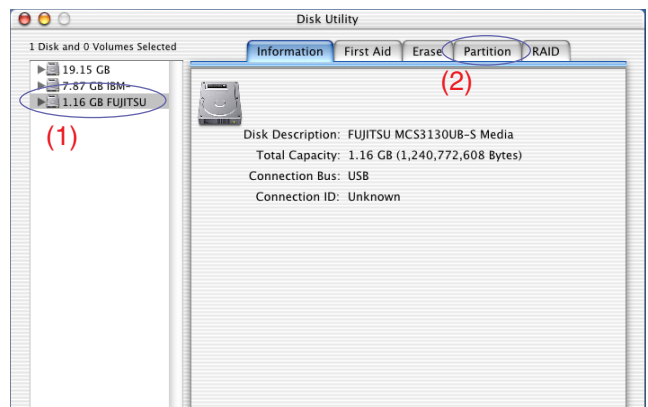 Disk Utility
1 Disk and 0 Volumes Selected
Information First Aid Erase Partition RAID
19.15 GB
7.87 GB IBM-
1.16 GB FUJITSU
(1)
(2)
Disk Description: FUJITSU MCS3130UB-S Media
Total Capacity: 1.16 GB (1,240,772,608 Bytes)
Connection Bus: USB
Connection ID: Unknown